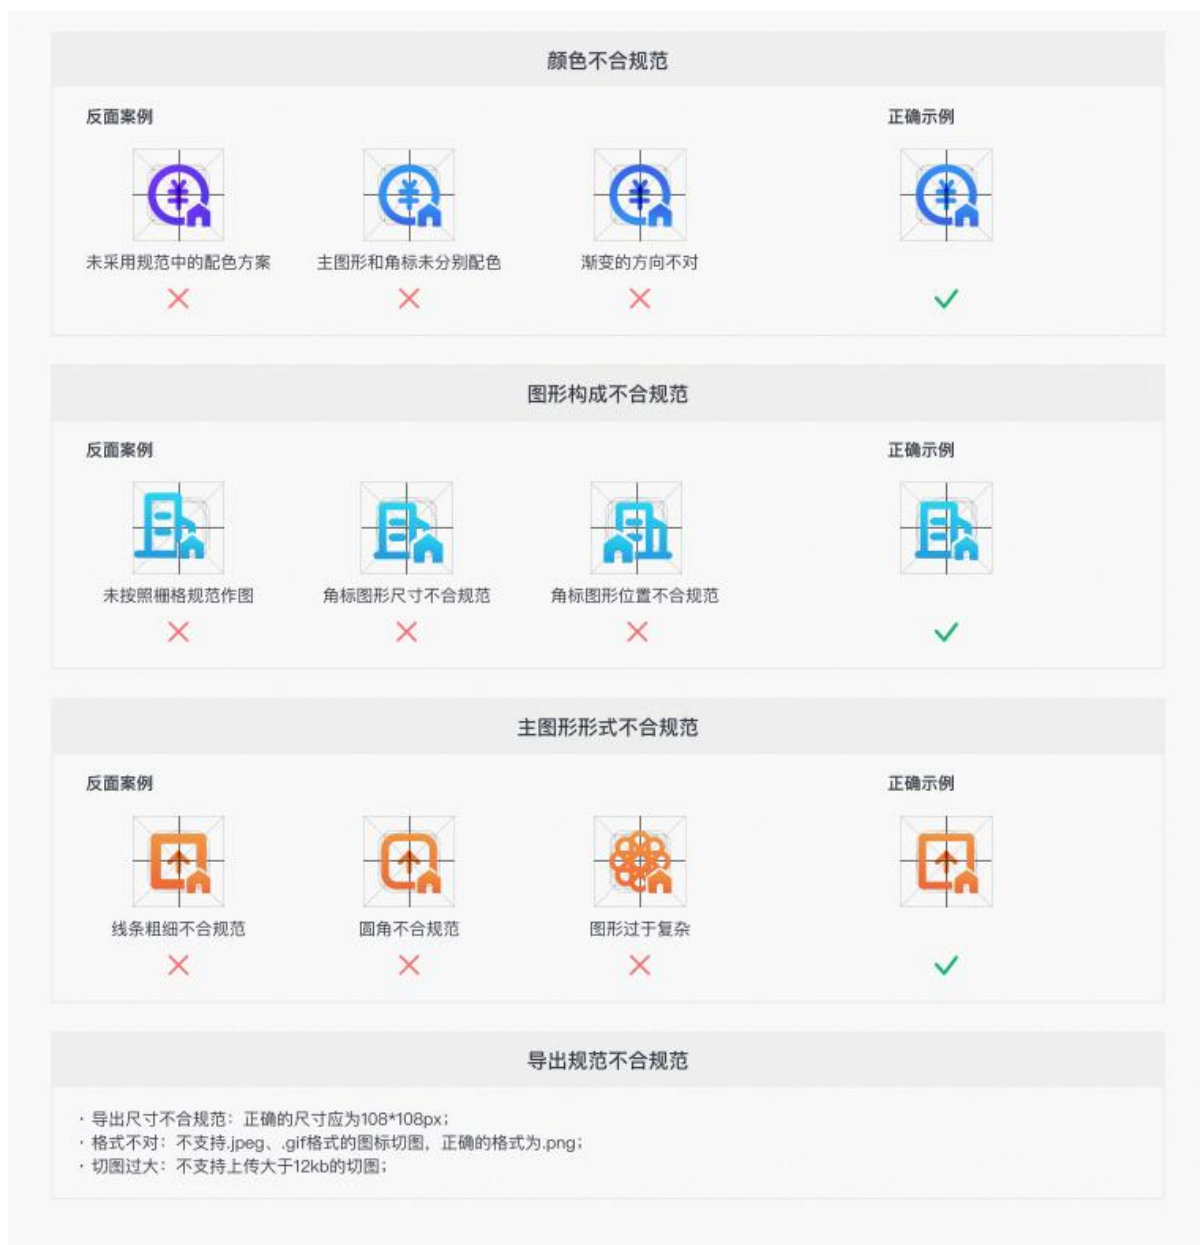 颜色不合规范
反面案例
正确示例
未采用规范中的配色方案
主图形和角标未分别配色
渐变的方向不对
图形构成不合规范
反面案例
正确示例
未按照栅格规范作图
角标图形尺寸不合规范
角标图形位置不合规范
主图形形式不合规范
反面案例
正确示例
线条粗细不合规范
圆角不合规范
图形过于复杂
导出规范不合规范
· 导出尺寸不合规范：正确的尺寸应为108*108px；
· 格式不对：不支持.jpeg、.gif格式的图标切图，正确的格式为.png；
· 切图过大：不支持上传大于12kb的切图；